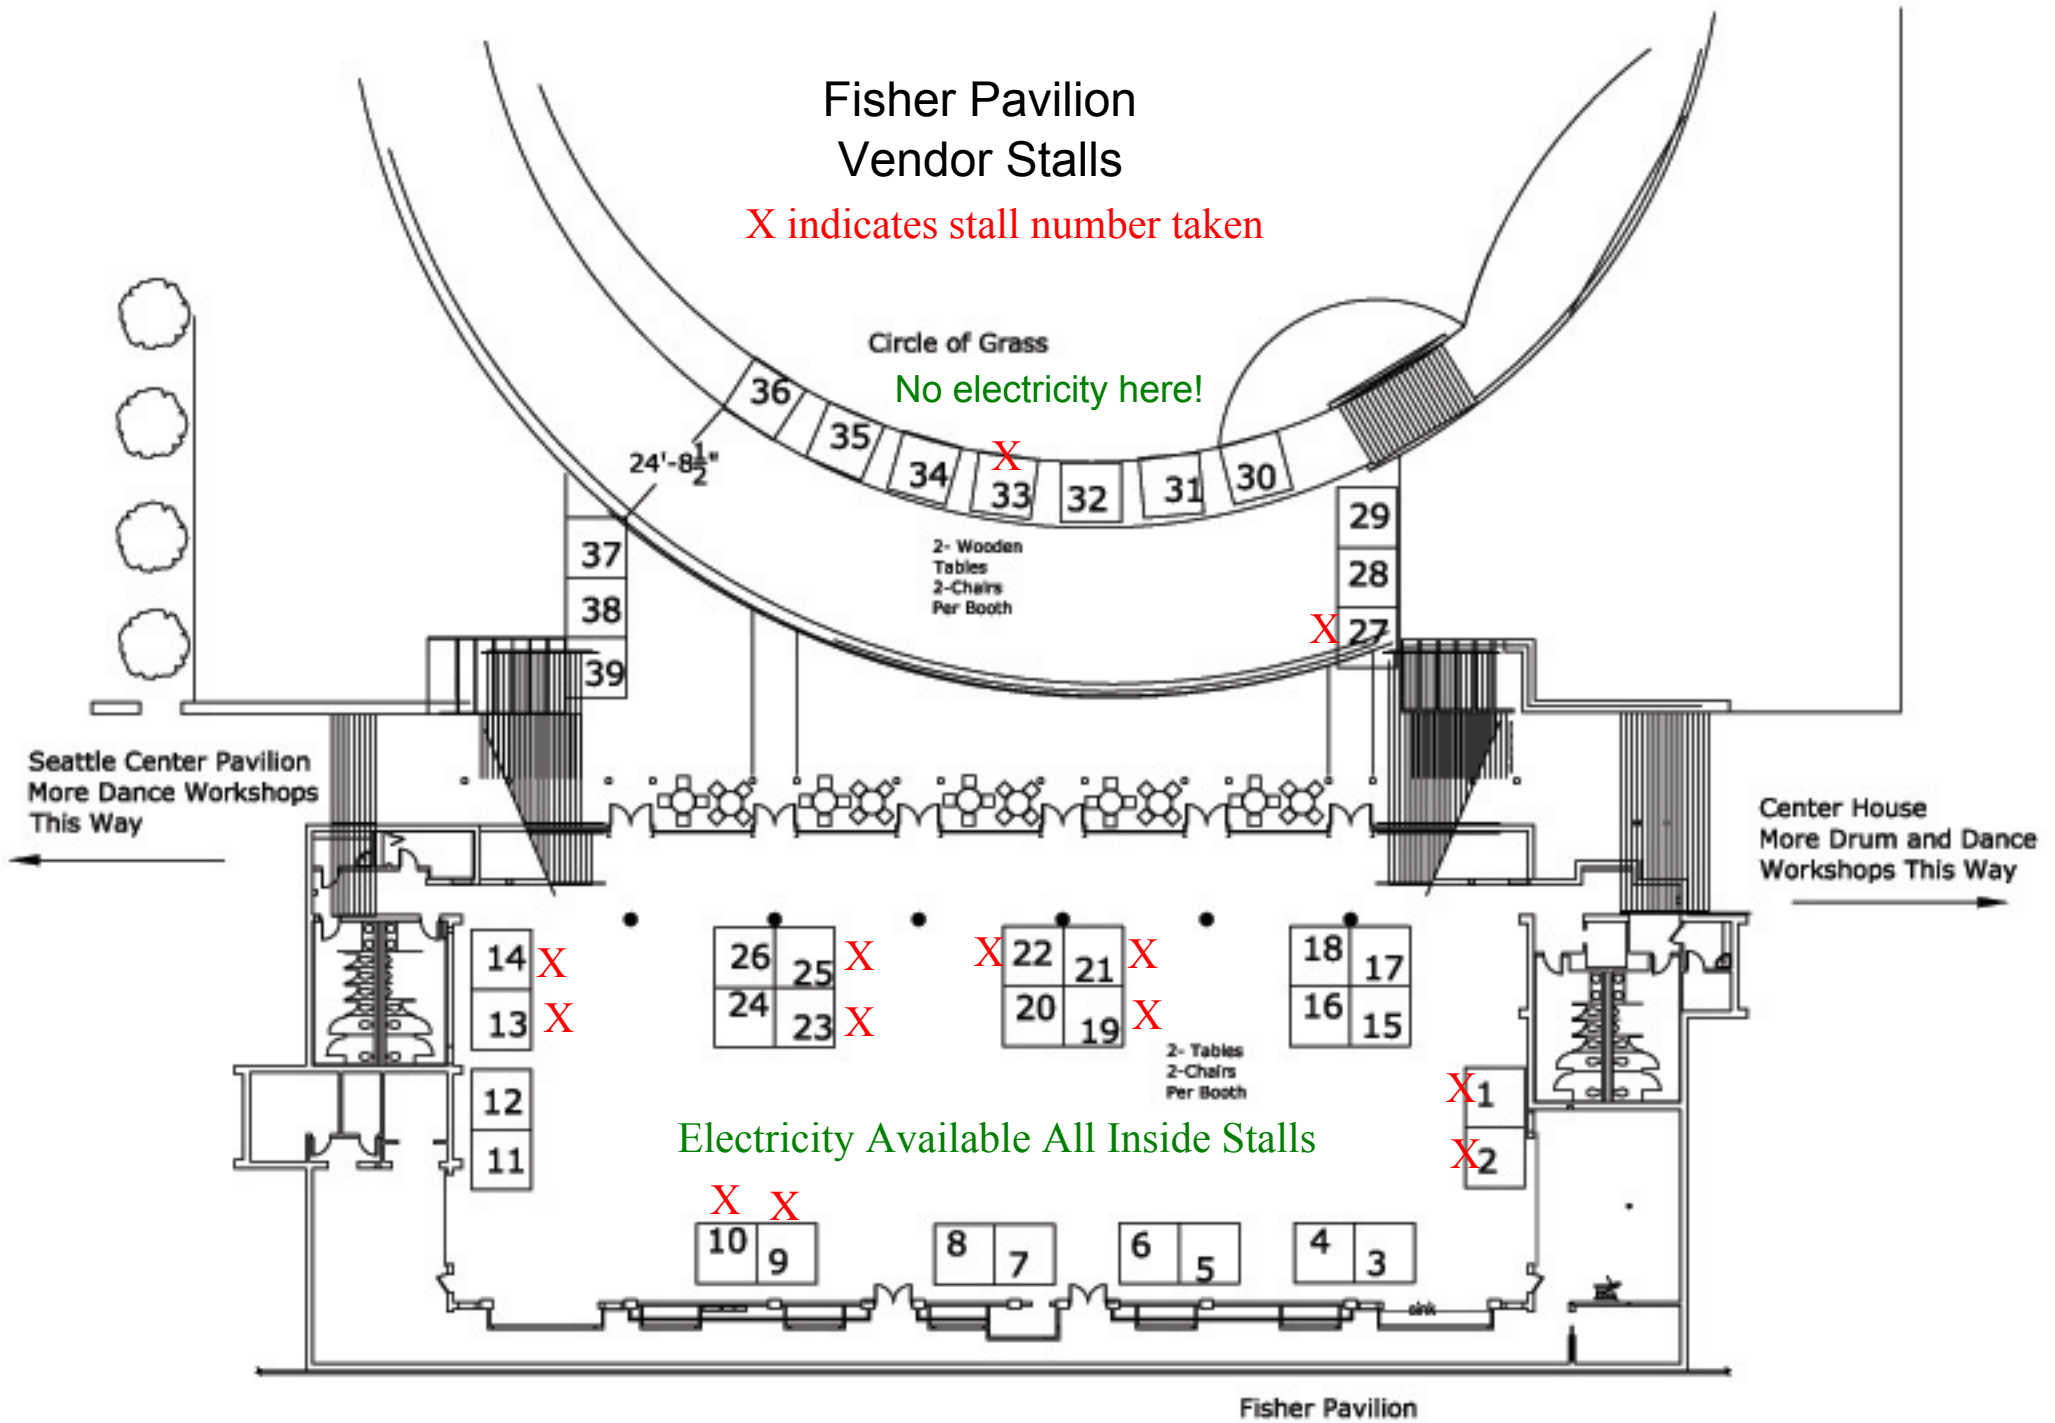 Fisher Pavilion
Vendor Stalls
X indicates stall number taken
Circle of Grass
No electricity here!
36
35
34
X
33
32
31
30
24'-8 1/2"
29
28
X 27
37
38
39
2- Wooden
Tables
2-Chairs
Per Booth
Seattle Center Pavilion
More Dance Workshops
This Way
Center House
More Drum and Dance
Workshops This Way
14 X
13 X
12
11
26 25 X
24 23 X
X 22 21 X
20 19 X
18 17
16 15
2- Tables
2-Chairs
Per Booth
X 1
X 2
Electricity Available All Inside Stalls
X X
10 9
8 7
6 5
4 3
sink
Fisher Pavilion